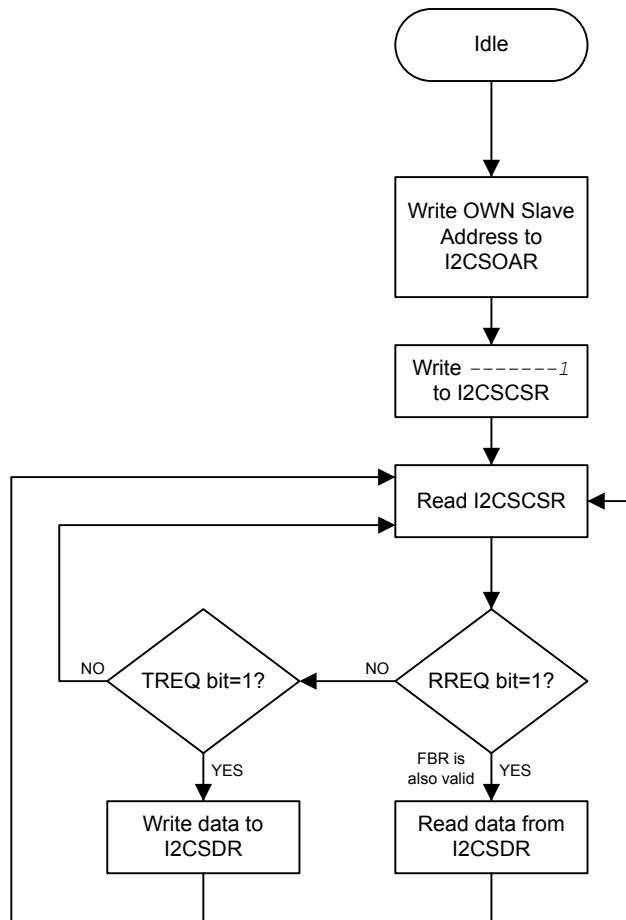 Idle
Write OWN Slave
Address to
I2CSOAR
Write -------1
to I2CSCSR
Read I2CSCSR
NO
TREQ bit=1?
NO
RREQ bit=1?
YES
FBR is
also valid
YES
Write data to
I2CSDR
Read data from
I2CSDR